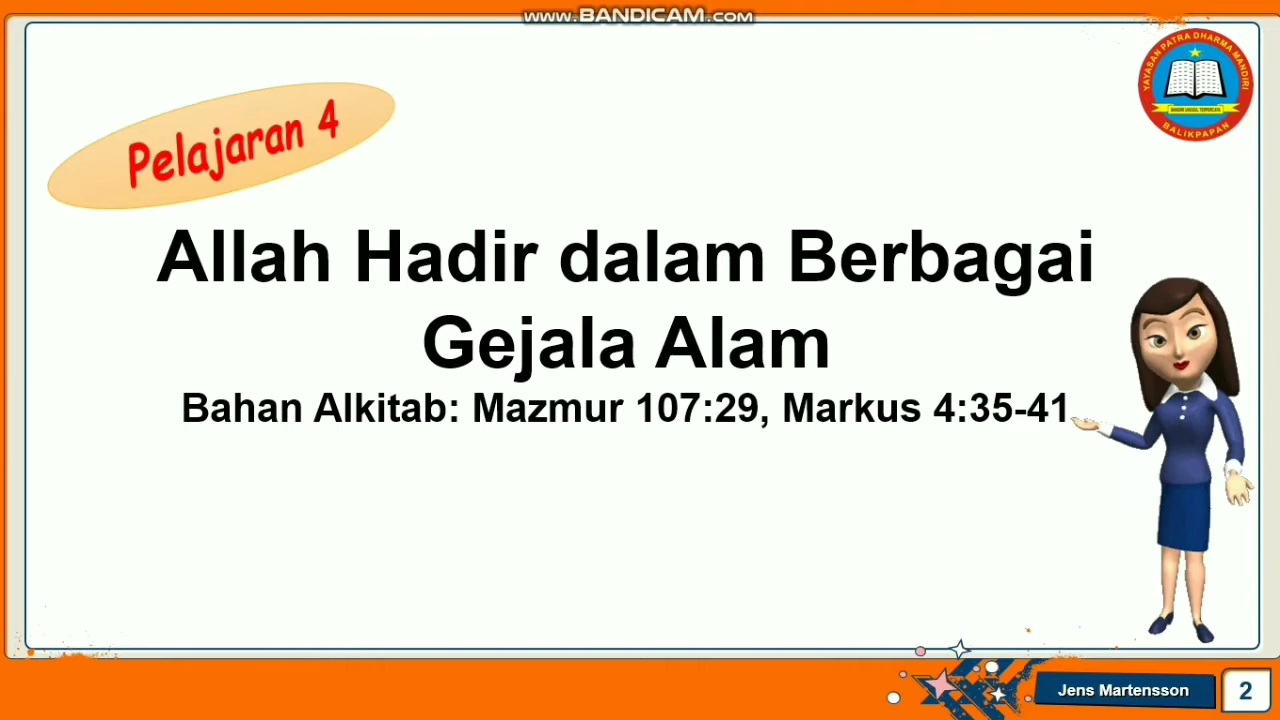 www.BANDICAM.com
YAYASAN PATRA DHARMA MANDIRI
BALIKPAPAN
Pelajaran 4
Allah Hadir dalam Berbagai
Gejala Alam
Bahan Alkitab: Mazmur 107:29, Markus 4:35-41
Jens Martensson
2